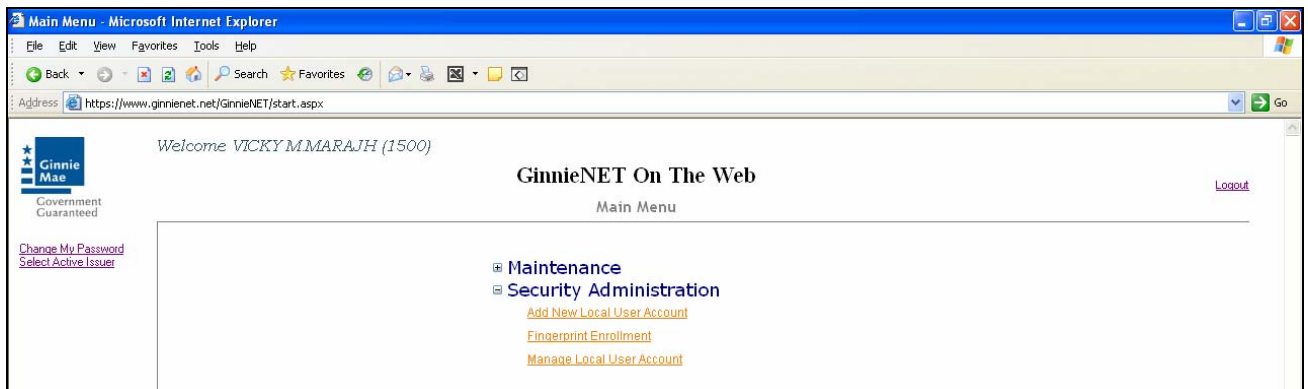 Main Menu - Microsoft Internet Explorer
File Edit View Favorites Tools Help
Back Search Favorites
Address https://www.ginnienet.net/GinnieNET/start.aspx Go
Welcome VICKY M.MARAJH (1500)
Ginnie
Mae
Government
Guaranteed
GinnieNET On The Web
Main Menu
Logout
Change My Password
Select Active Issuer
Maintenance
Security Administration
Add New Local User Account
Fingerprint Enrollment
Manage Local User Account